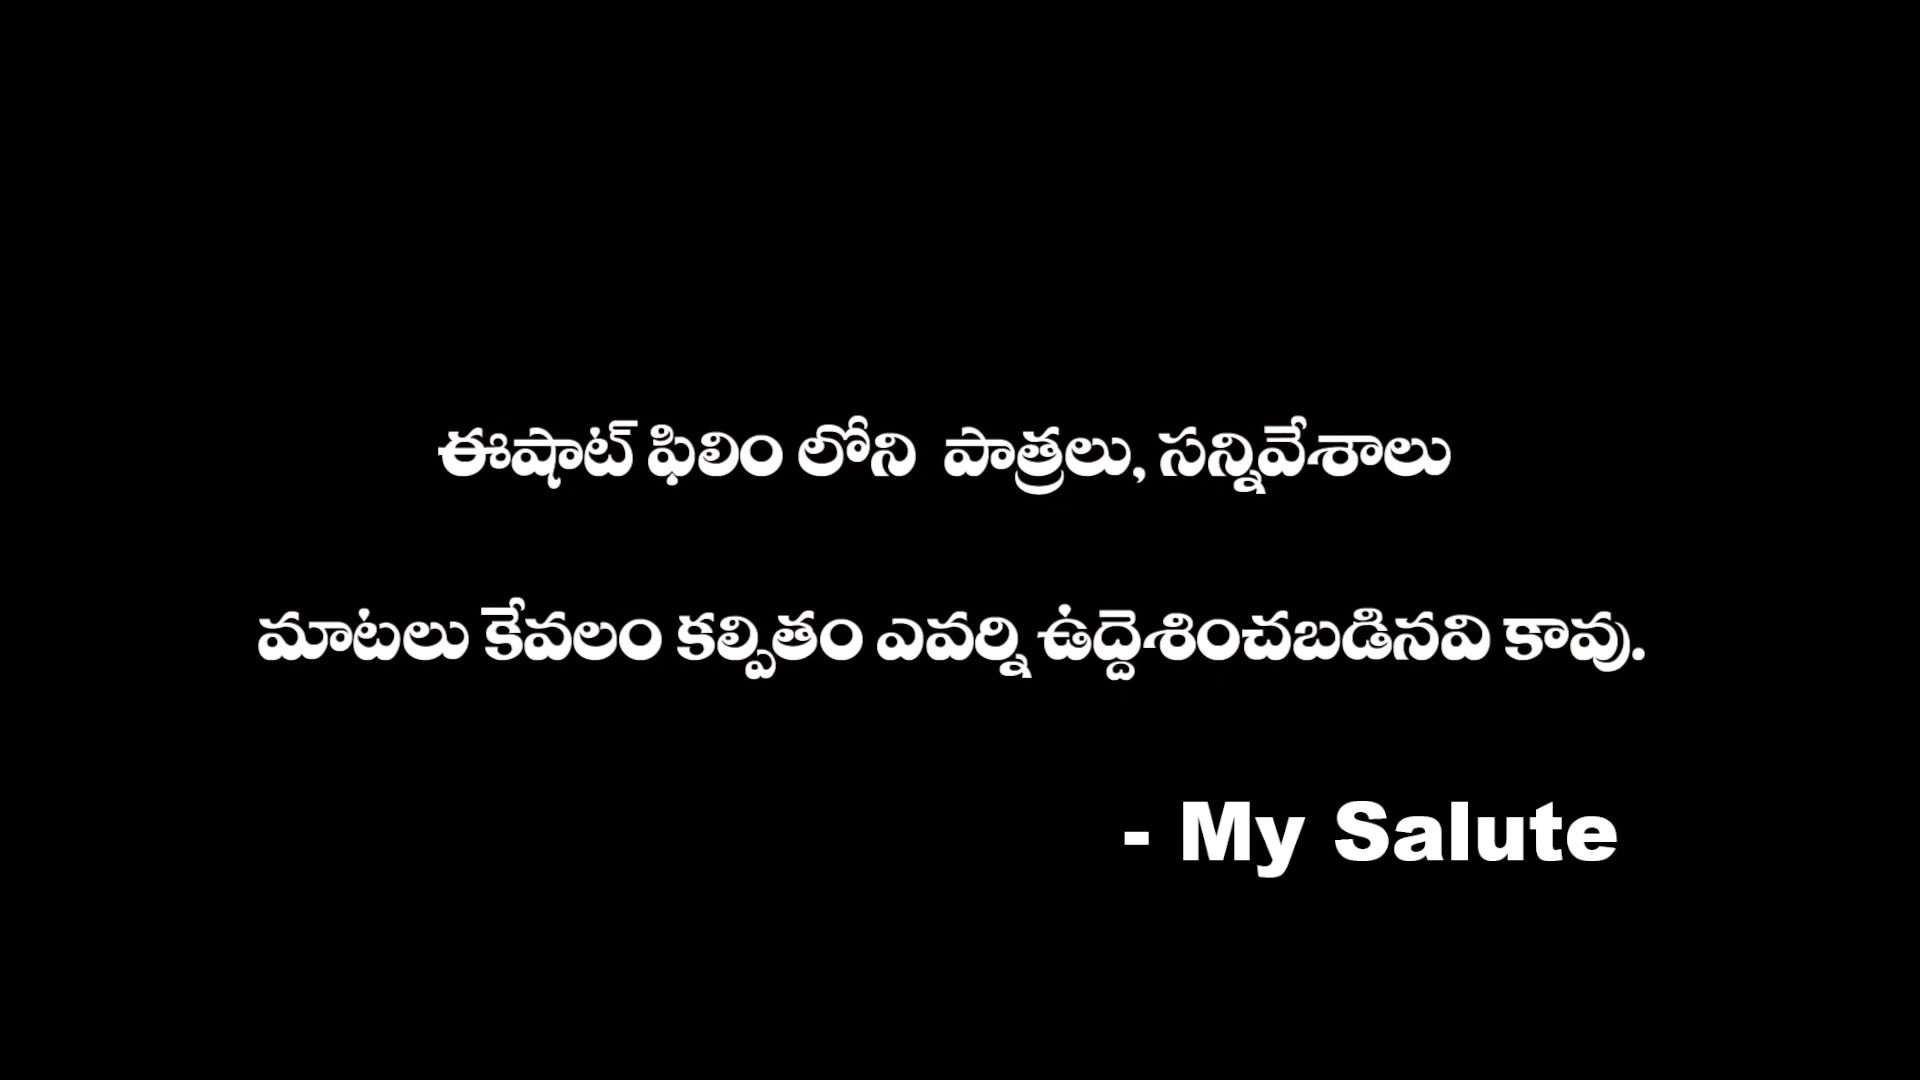 ఈషాట్ ఫిలిం లోని పాత్రలు, సన్నివేశాలు
మాటలు కేవలం కల్పితం ఎవర్ని ఉద్దెశించబడినవి కావు.
- My Salute